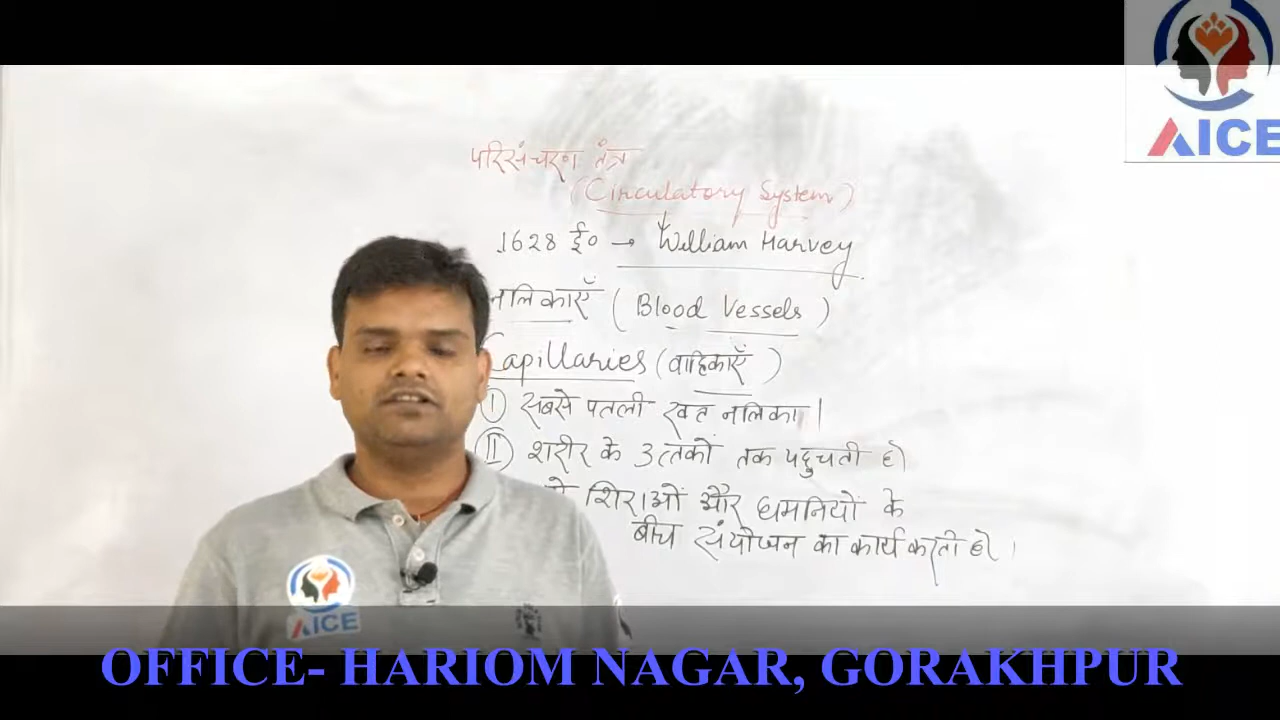 AICE
परिसंचरण तंत्र
(Circulatory System)
1628 ई० → William Harvey
नलिकाएँ (Blood Vessels)
Capillaries (वाहिकाएँ)
I सबसे पतली रक्त नलिका।
II शरीर के उत्तकों तक पहुचती है
शिराओं और धमनियों के
बीच संयोजन का कार्य करती है।
AICE
OFFICE- HARIOM NAGAR, GORAKHPUR